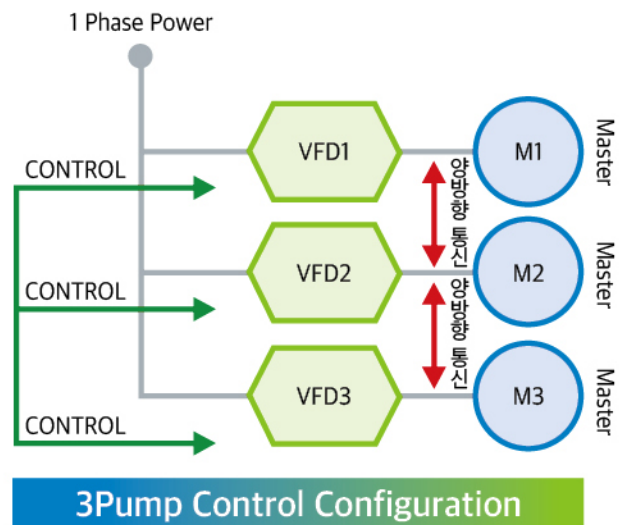 1 Phase Power
VFD1
M1
Master
CONTROL
양방향 통신
VFD2
M2
Master
CONTROL
양방향 통신
VFD3
M3
Master
CONTROL
3Pump Control Configuration